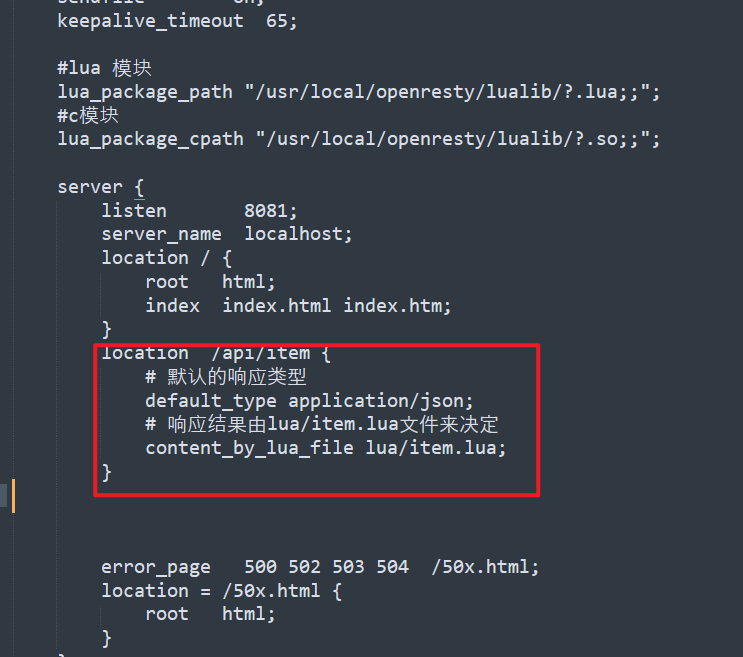 keepalive_timeout  65;
#lua 模块
lua_package_path "/usr/local/openresty/lualib/?.lua;;";
#c模块
lua_package_cpath "/usr/local/openresty/lualib/?.so;;";
server {
listen       8081;
server_name  localhost;
location / {
root   html;
index  index.html index.htm;
}
location  /api/item {
# 默认的响应类型
default_type application/json;
# 响应结果由lua/item.lua文件来决定
content_by_lua_file lua/item.lua;
}
error_page   500 502 503 504  /50x.html;
location = /50x.html {
root   html;
}